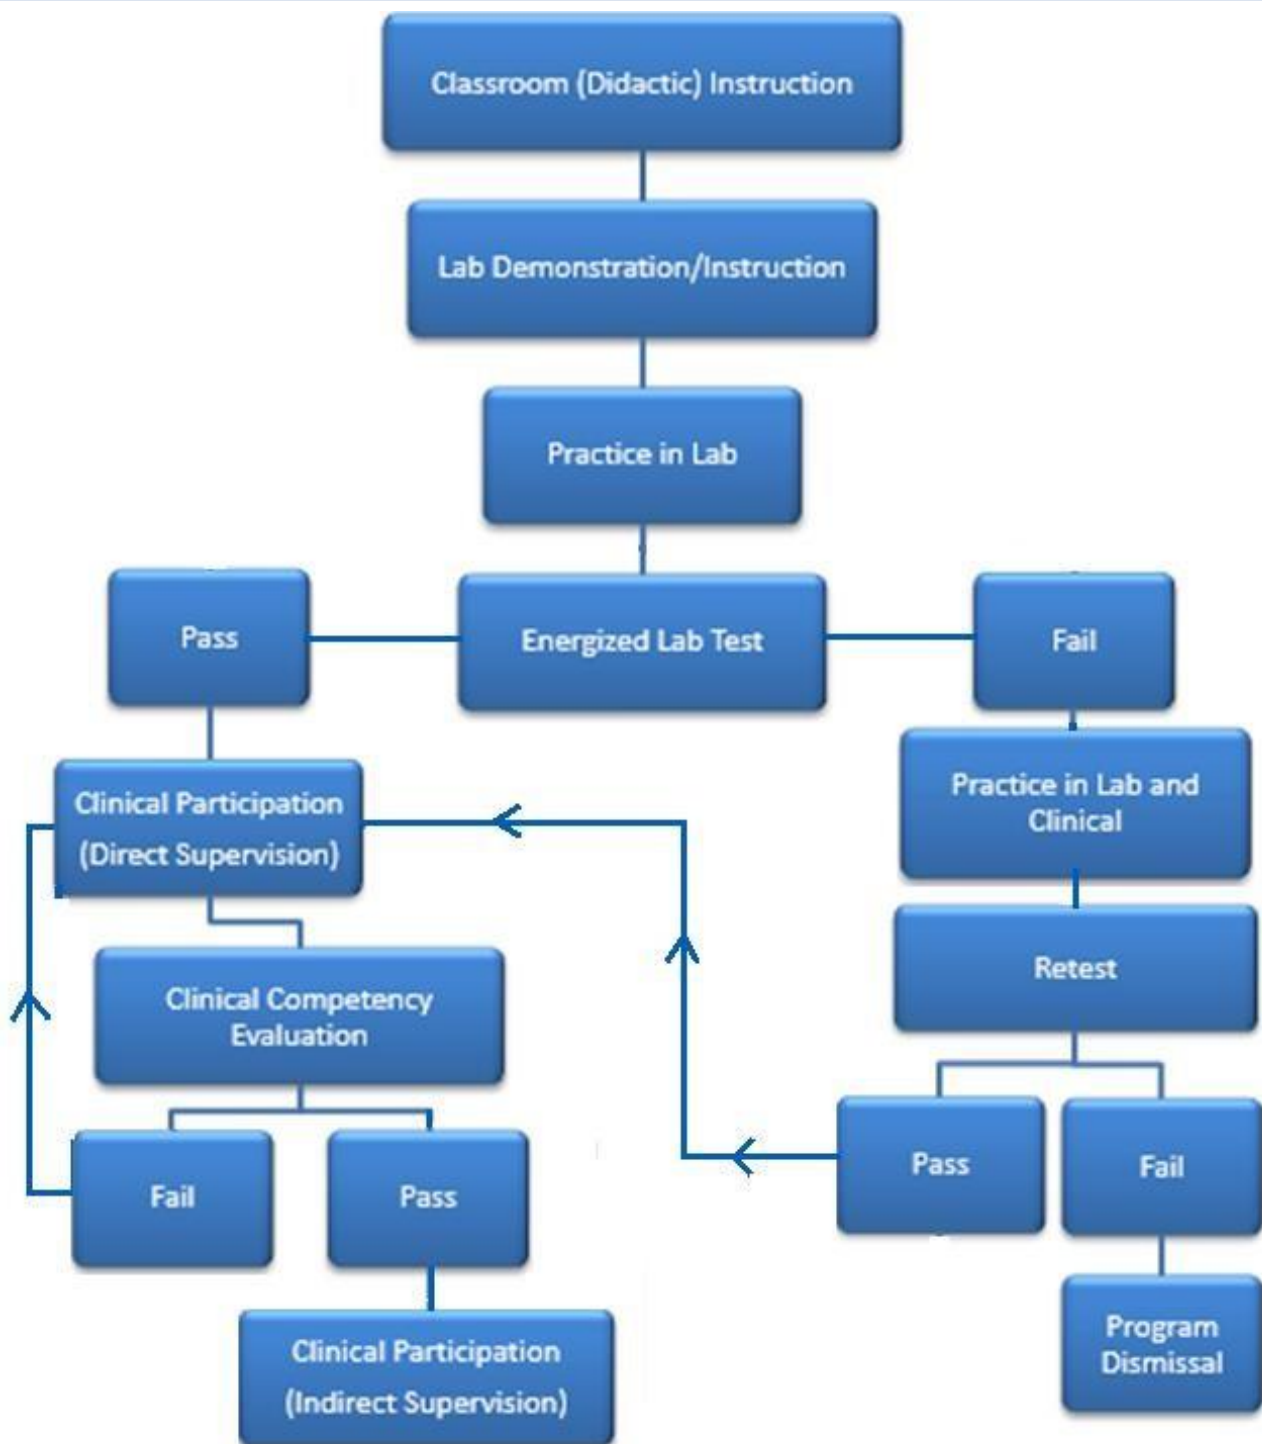 Classroom (Didactic) Instruction
Lab Demonstration/Instruction
Practice in Lab
Pass
Energized Lab Test
Fail
Clinical Participation
(Direct Supervision)
Practice in Lab and
Clinical
Clinical Competency
Evaluation
Retest
Fail
Pass
Pass
Fail
Clinical Participation
(Indirect Supervision)
Program
Dismissal